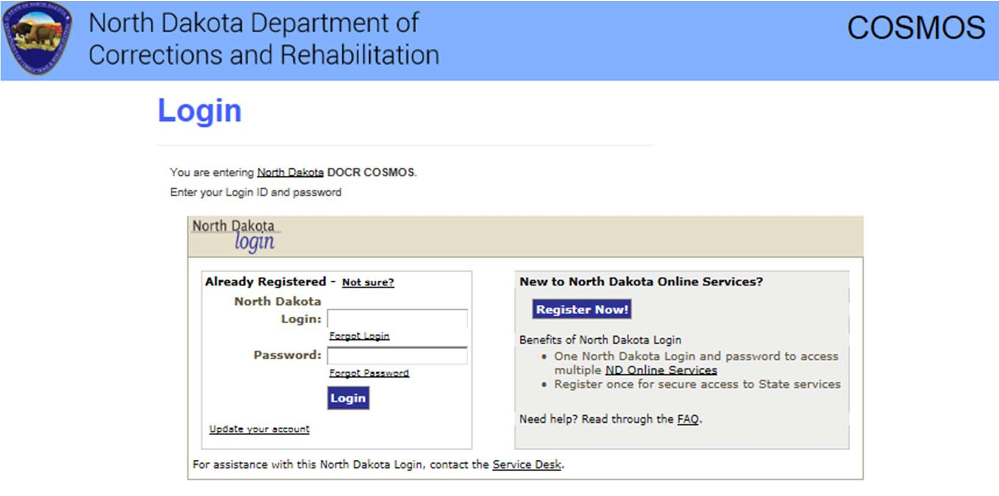 North Dakota Department of
Corrections and Rehabilitation
COSMOS
Login
You are entering North Dakota DOCR COSMOS.
Enter your Login ID and password
North Dakota
login
Already Registered - Not sure?
North Dakota
Login:
Forgot Login
Password:
Forgot Password
Login
Update your account
New to North Dakota Online Services?
Register Now!
Benefits of North Dakota Login
• One North Dakota Login and password to access
multiple ND Online Services
• Register once for secure access to State services
Need help? Read through the FAQ.
For assistance with this North Dakota Login, contact the Service Desk.